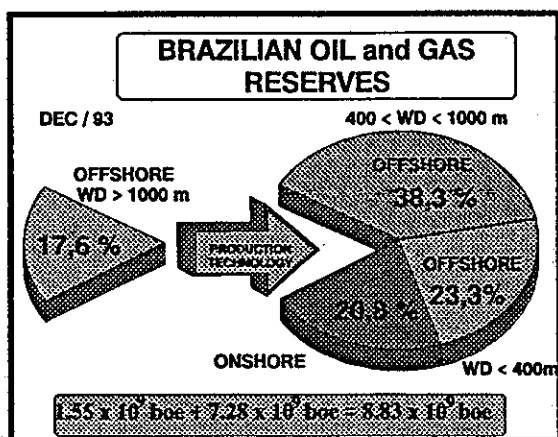 BRAZILIAN OIL and GAS
RESERVES
DEC / 93
400 < WD < 1000 m
OFFSHORE
WD > 1000 m
17,6 %
PRODUCTION
TECHNOLOGY
OFFSHORE
38,3 %
OFFSHORE
23,3%
20,8 %
ONSHORE
WD < 400m
1.55 x 10⁹ boe + 7.28 x 10⁹ boe = 8.83 x 10⁹ boe